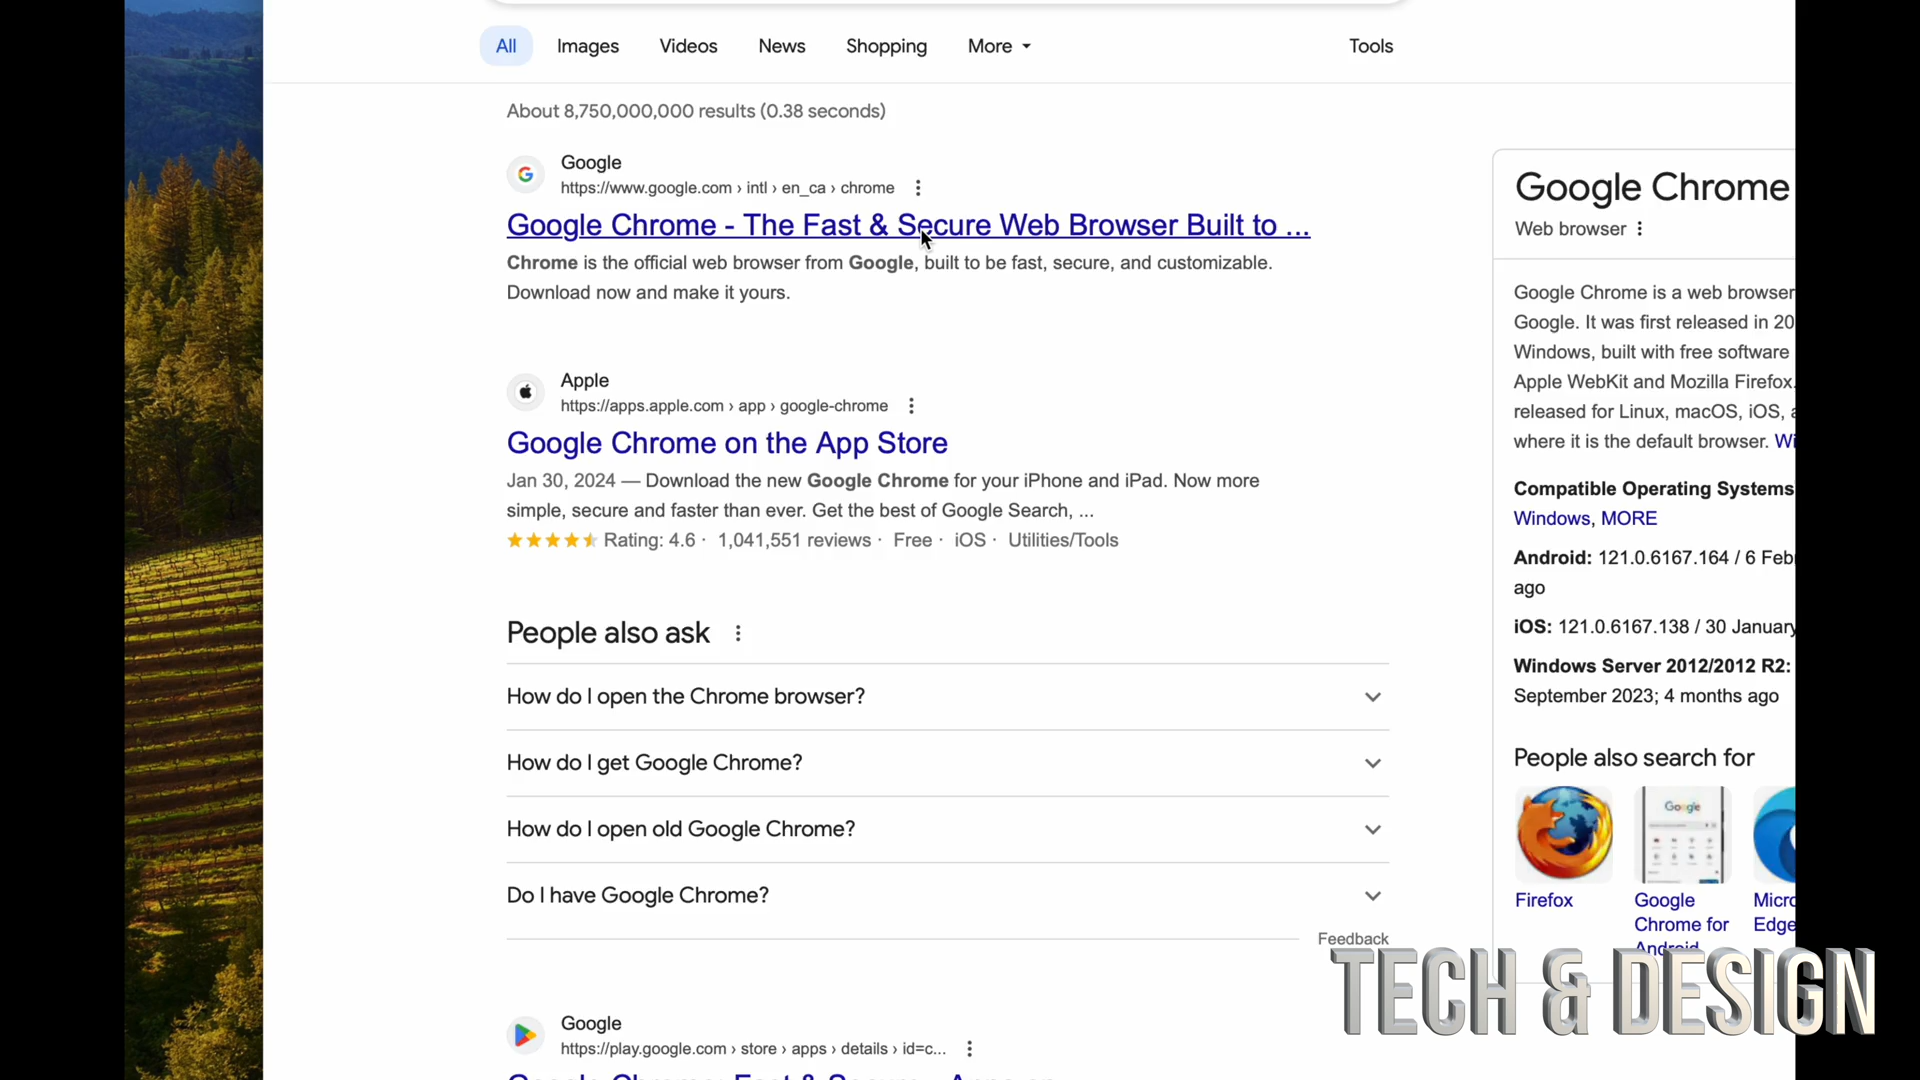 All Images Videos News Shopping More Tools
About 8,750,000,000 results (0.38 seconds)
Google
https://www.google.com › intl › en_ca › chrome
Google Chrome - The Fast & Secure Web Browser Built to ...
Chrome is the official web browser from Google, built to be fast, secure, and customizable.
Download now and make it yours.
Apple
https://apps.apple.com › app › google-chrome
Google Chrome on the App Store
Jan 30, 2024 — Download the new Google Chrome for your iPhone and iPad. Now more
simple, secure and faster than ever. Get the best of Google Search, ...
Rating: 4.6 · 1,041,551 reviews · Free · iOS · Utilities/Tools
People also ask
How do I open the Chrome browser?
How do I get Google Chrome?
How do I open old Google Chrome?
Do I have Google Chrome?
Feedback
Google
https://play.google.com › store › apps › details › id=c...
Google Chrome
Web browser
Google Chrome is a web browser
Google. It was first released in 20
Windows, built with free software
Apple WebKit and Mozilla Firefox.
released for Linux, macOS, iOS,
where it is the default browser. Wi
Compatible Operating Systems
Windows, MORE
Android: 121.0.6167.164 / 6 Feb
ago
iOS: 121.0.6167.138 / 30 January
Windows Server 2012/2012 R2:
September 2023; 4 months ago
People also search for
Google
Firefox
Google
Chrome for
Android
Micro
Edge
TECH & DESIGN